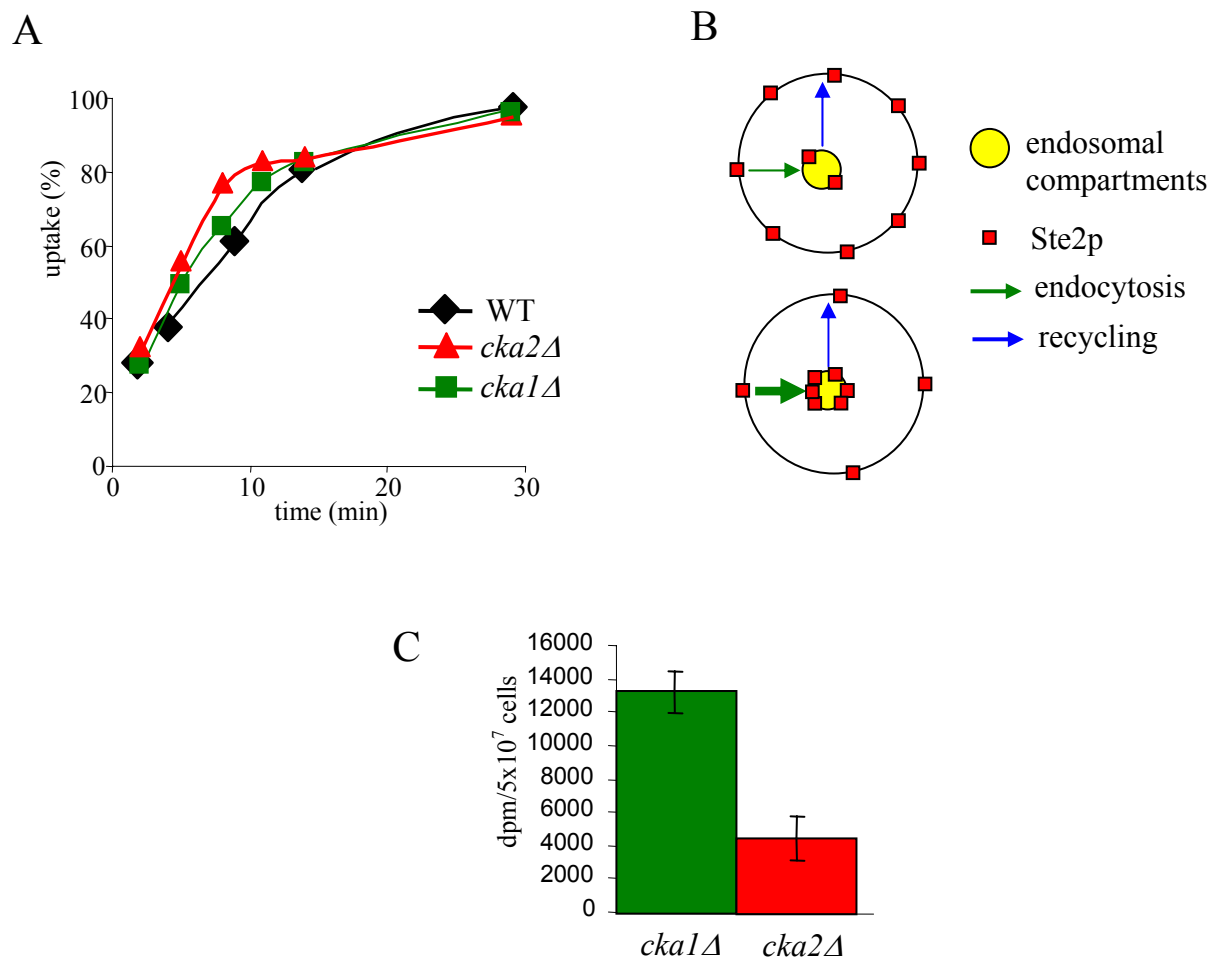 A
100
80
60
40
20
0
uptake (%)
0 10 20 30
time (min)
WT
cka2Δ
cka1Δ
B
endosomal
compartments
Ste2p
endocytosis
recycling
C
16000
14000
12000
10000
8000
6000
4000
2000
0
dpm/5x10⁷ cells
cka1Δ cka2Δ